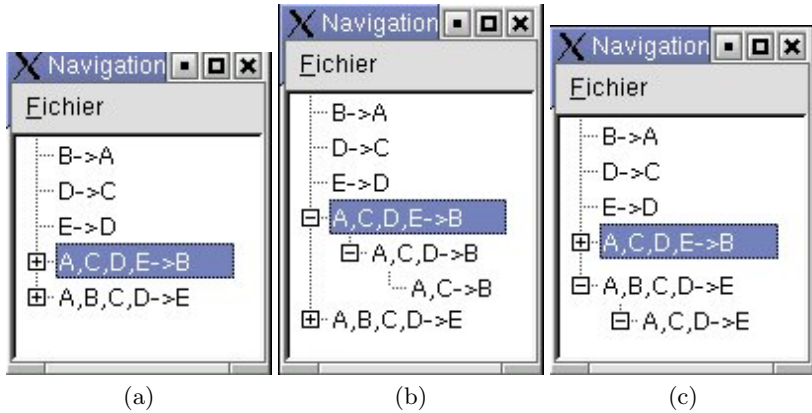 Navigation
Fichier
B->A
D->C
E->D
A,C,D,E->B
A,B,C,D->E
(a)
Navigation
Fichier
B->A
D->C
E->D
A,C,D,E->B
A,C,D->B
A,C->B
A,B,C,D->E
(b)
Navigation
Fichier
B->A
D->C
E->D
A,C,D,E->B
A,B,C,D->E
A,C,D->E
(c)